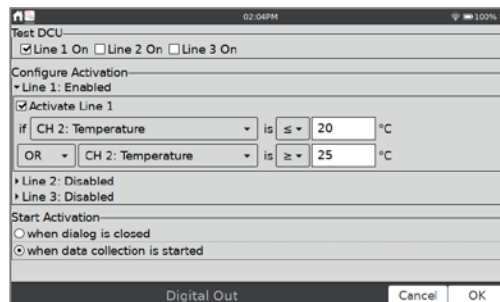 02:04PM 100%
Test DCU
Line 1 On Line 2 On Line 3 On
Configure Activation
Line 1: Enabled
Activate Line 1
if CH 2: Temperature is ≤ 20 °C
OR CH 2: Temperature is ≥ 25 °C
Line 2: Disabled
Line 3: Disabled
Start Activation
when dialog is closed
when data collection is started
Digital Out Cancel OK